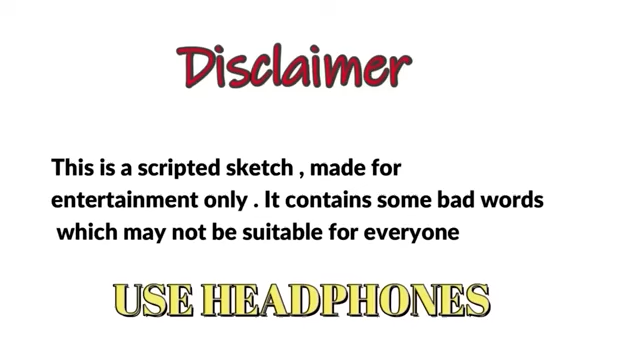 Disclaimer
This is a scripted sketch , made for
entertainment only . It contains some bad words
which may not be suitable for everyone
USE HEADPHONES